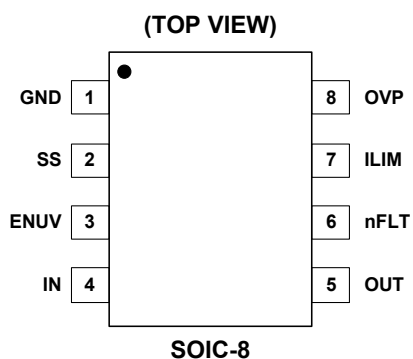 (TOP VIEW)
GND 1 8 OVP
SS 2 7 ILIM
ENUV 3 6 nFLT
IN 4 5 OUT
SOIC-8